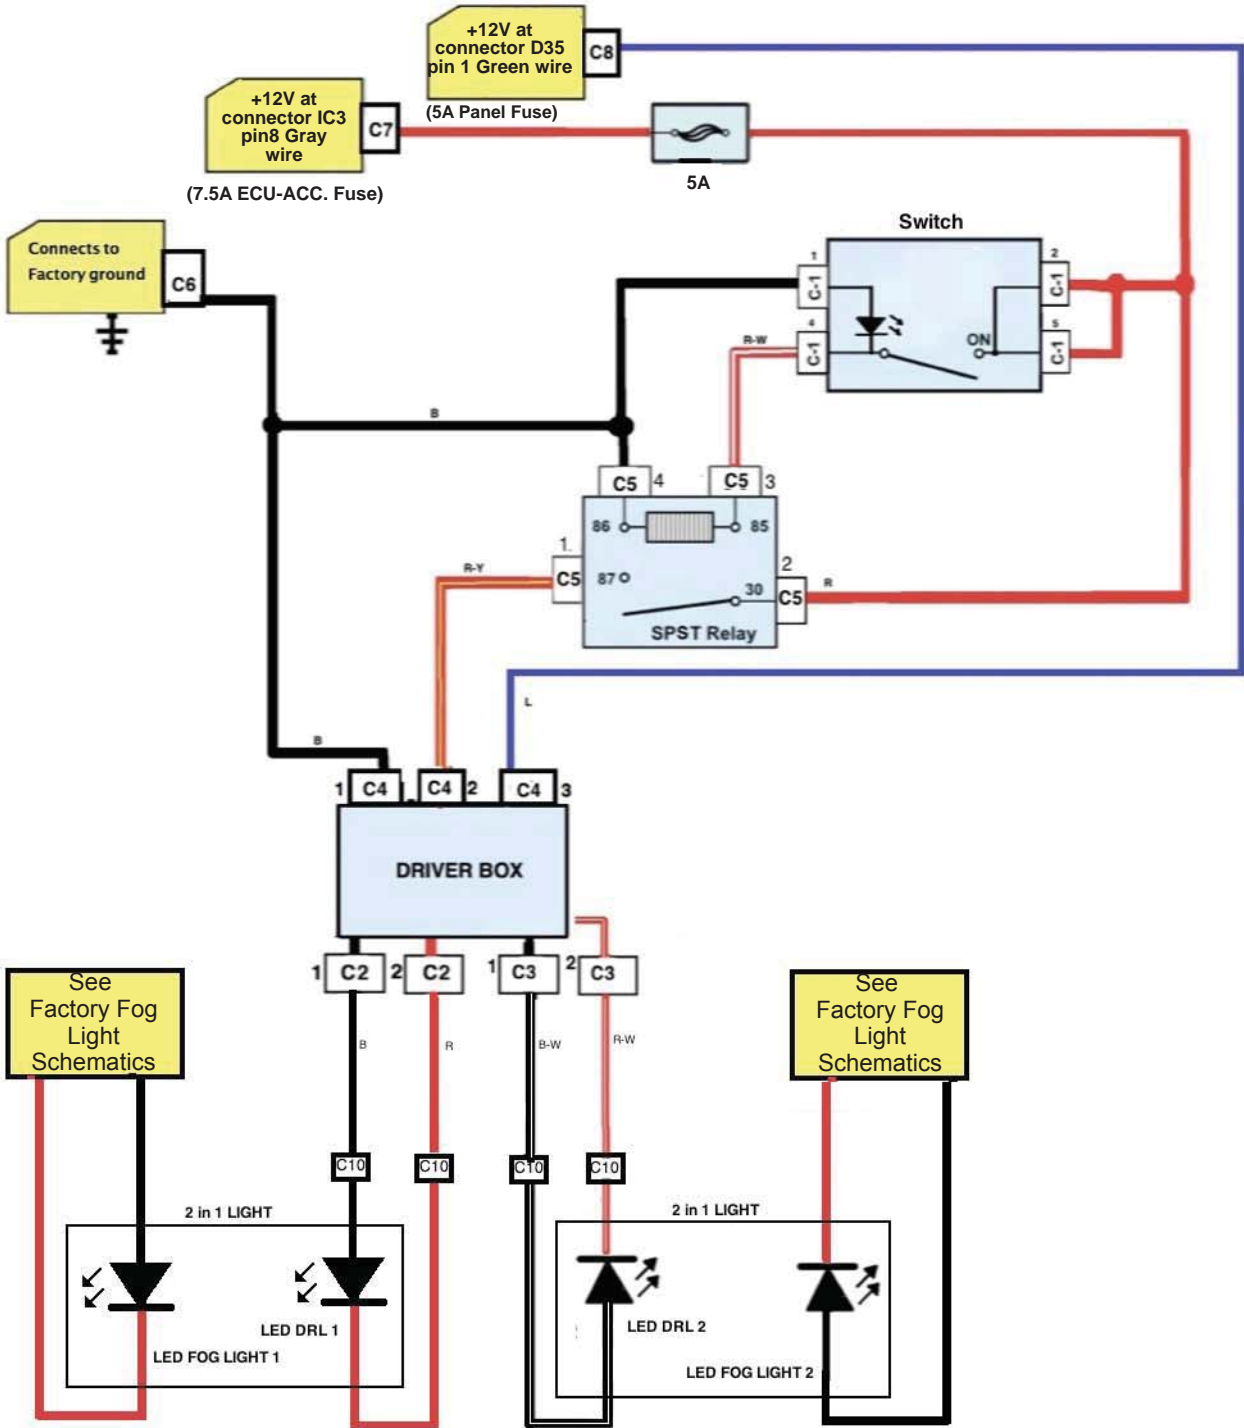 +12V at
connector D35
pin 1 Green wire
C8
(5A Panel Fuse)
+12V at
connector IC3
pin8 Gray
wire
C7
(7.5A ECU-ACC. Fuse)
5A
Connects to
Factory ground
C6
Switch
1
C-1
2
C-1
4
C-1
5
C-1
ON
R-W
B
C5
4
C5
3
86
85
1.
C5
87
2
C5
30
R
SPST Relay
R-Y
L
B
1
C4
C4
2
C4
3
DRIVER BOX
1
C2
2
C2
1
C3
2
C3
See
Factory Fog
Light
Schematics
See
Factory Fog
Light
Schematics
B
R
B-W
R-W
C10
C10
C10
C10
2 in 1 LIGHT
2 in 1 LIGHT
LED DRL 1
LED FOG LIGHT 1
LED DRL 2
LED FOG LIGHT 2